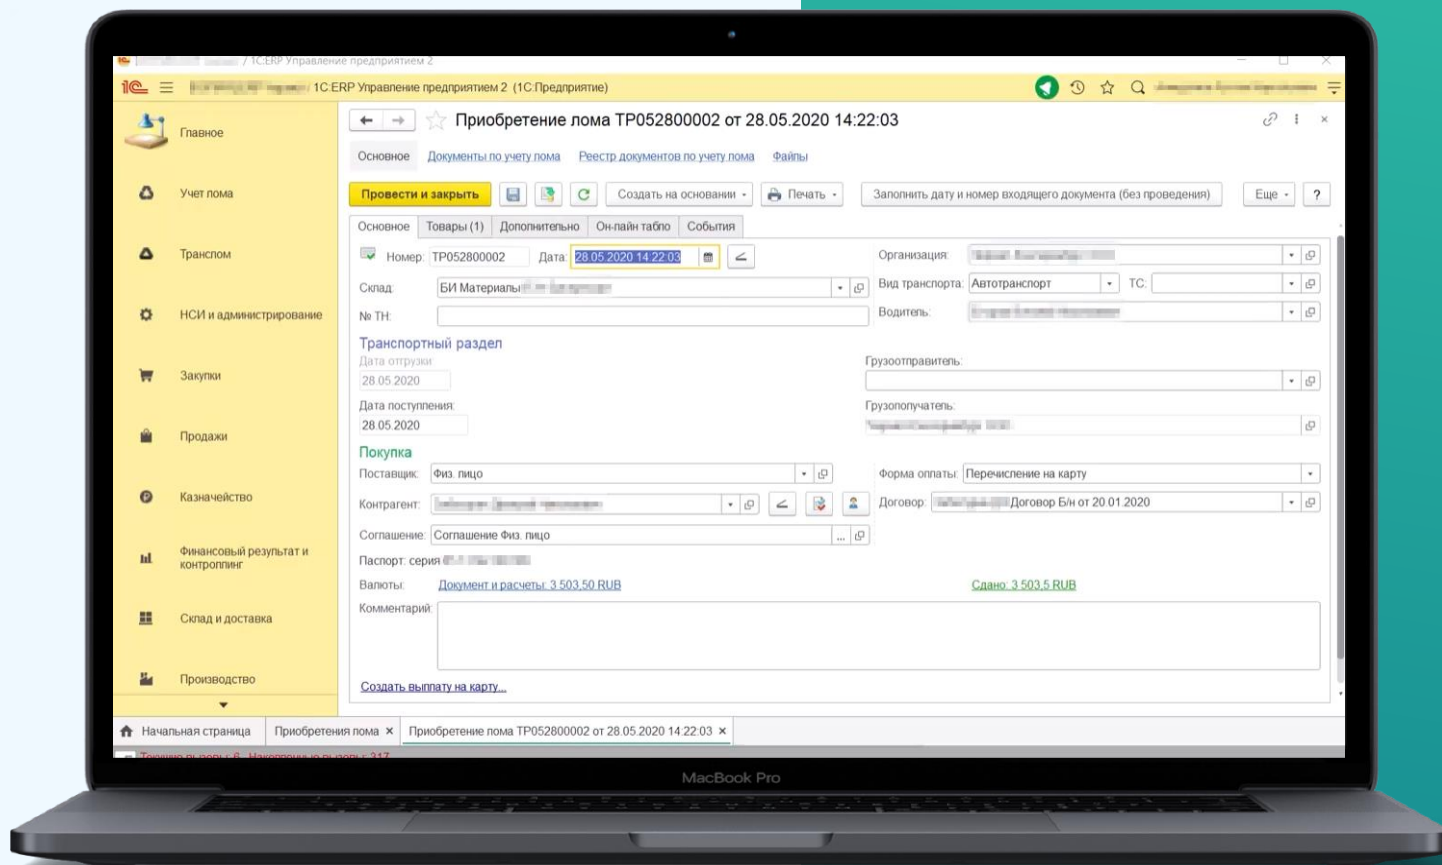 / 1С:ERP Управление предприятием 2
1С:ERP Управление предприятием 2 (1С:Предприятие)
Главное
Учет лома
Транслом
НСИ и администрирование
Закупки
Продажи
Казначейство
Финансовый результат и
контроллинг
Склад и доставка
Производство
Приобретение лома ТР052800002 от 28.05.2020 14:22:03
Основное Документы по учету лома Реестр документов по учету лома Файлы
Провести и закрыть Создать на основании Печать Заполнить дату и номер входящего документа (без проведения) Еще ?
Основное Товары (1) Дополнительно Он-лайн табло События
Номер: ТР052800002 Дата: 28.05.2020 14:22:03 Организация:
Склад: БИ Материалы Вид транспорта: Автотранспорт ТС:
№ ТН: Водитель:
Транспортный раздел
Дата отгрузки: Грузоотправитель:
28.05.2020
Дата поступления: Грузополучатель:
28.05.2020
Покупка
Поставщик: Физ. лицо Форма оплаты: Перечисление на карту
Контрагент: Договор: Договор Б/н от 20.01.2020
Соглашение: Соглашение Физ. лицо
Паспорт: серия
Валюты: Документ и расчеты: 3 503,50 RUB Сдано: 3 503,5 RUB
Комментарий:
Создать выплату на карту...
Начальная страница Приобретения лома × Приобретение лома ТР052800002 от 28.05.2020 14:22:03 ×
Текущие вызовы: 6 Накопленные вызовы: 317
MacBook Pro